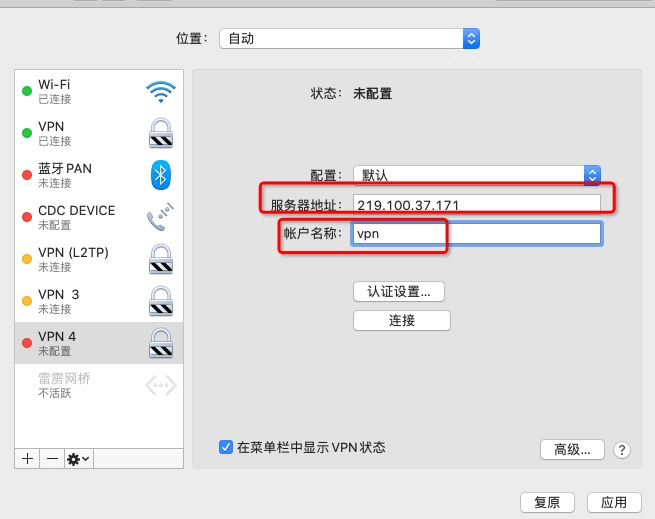 位置： 自动
Wi-Fi
已连接
VPN
已连接
蓝牙 PAN
未连接
CDC DEVICE
未配置
VPN (L2TP)
未连接
VPN 3
未连接
VPN 4
未配置
雷雳网桥
不活跃
状态： 未配置
配置： 默认
服务器地址： 219.100.37.171
帐户名称： vpn
认证设置...
连接
在菜单栏中显示 VPN 状态
高级... ?
复原 应用